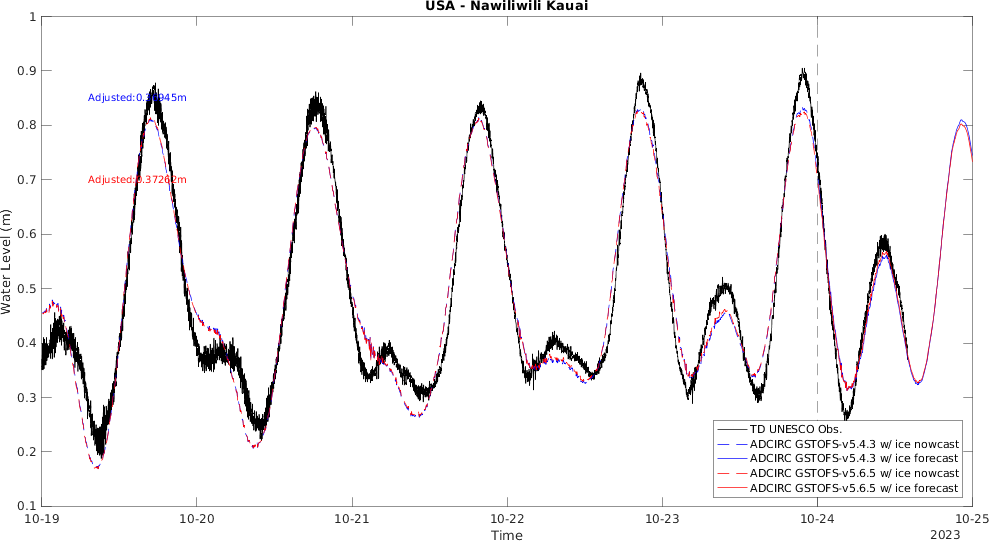 USA - Nawiliwili Kauai
1
0.9
0.8
0.7
0.6
0.5
0.4
0.3
0.2
0.1
Water Level (m)
Adjusted:
Adjusted:0.37262m
TD UNESCO Obs.
ADCIRC GSTOFS-v5.4.3 w/ ice nowcast
ADCIRC GSTOFS-v5.4.3 w/ ice forecast
ADCIRC GSTOFS-v5.6.5 w/ ice nowcast
ADCIRC GSTOFS-v5.6.5 w/ ice forecast
10-19
10-20
10-21
10-22
10-23
10-24
10-25
Time
2023